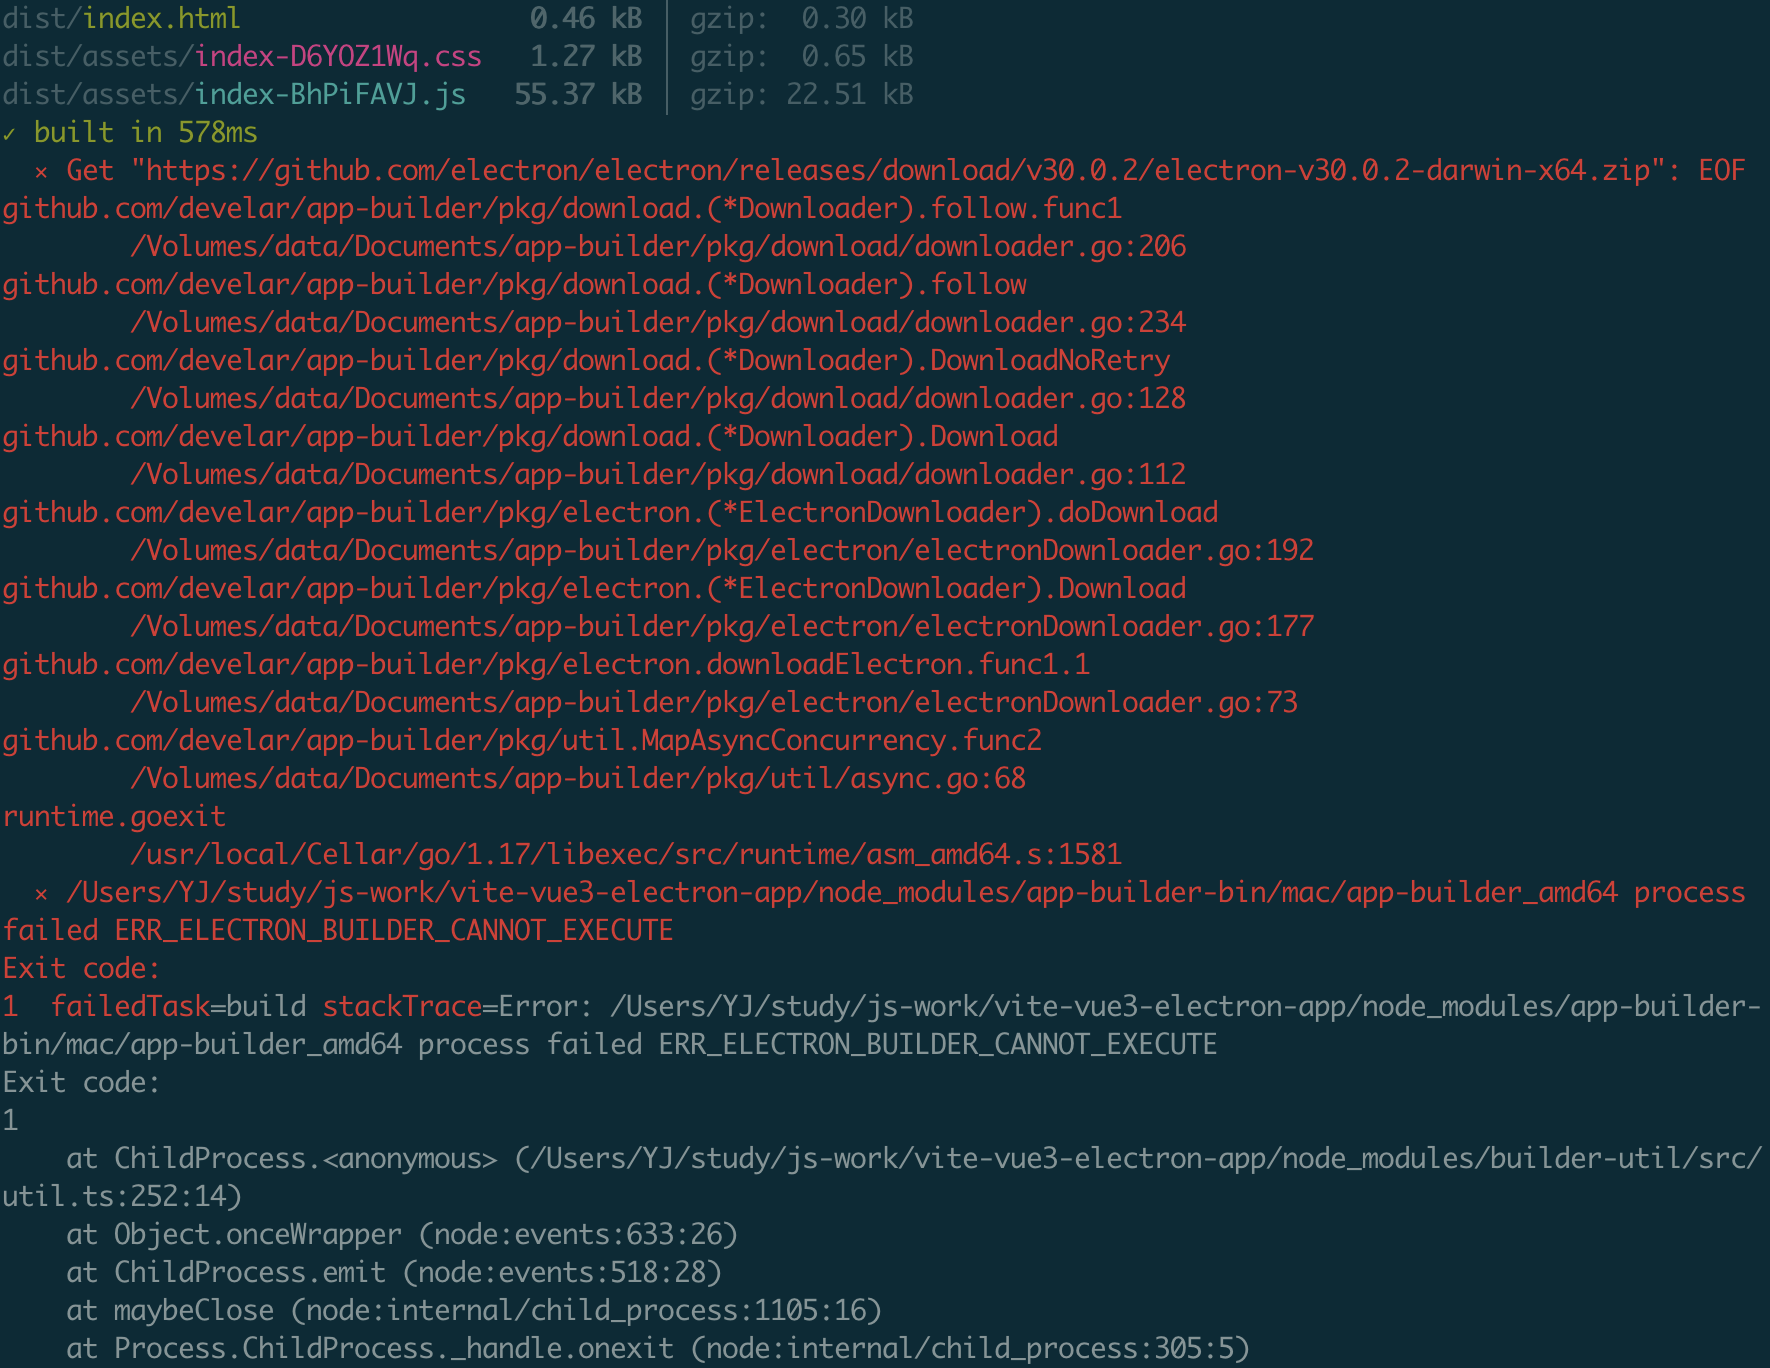 dist/index.html                  0.46 kB │ gzip:  0.30 kB
dist/assets/index-D6YOZ1Wq.css   1.27 kB │ gzip:  0.65 kB
dist/assets/index-BhPiFAVJ.js   55.37 kB │ gzip: 22.51 kB
✓ built in 578ms
  ⨯ Get "https://github.com/electron/electron/releases/download/v30.0.2/electron-v30.0.2-darwin-x64.zip": EOF
github.com/develar/app-builder/pkg/download.(*Downloader).follow.func1
        /Volumes/data/Documents/app-builder/pkg/download/downloader.go:206
github.com/develar/app-builder/pkg/download.(*Downloader).follow
        /Volumes/data/Documents/app-builder/pkg/download/downloader.go:234
github.com/develar/app-builder/pkg/download.(*Downloader).DownloadNoRetry
        /Volumes/data/Documents/app-builder/pkg/download/downloader.go:128
github.com/develar/app-builder/pkg/download.(*Downloader).Download
        /Volumes/data/Documents/app-builder/pkg/download/downloader.go:112
github.com/develar/app-builder/pkg/electron.(*ElectronDownloader).doDownload
        /Volumes/data/Documents/app-builder/pkg/electron/electronDownloader.go:192
github.com/develar/app-builder/pkg/electron.(*ElectronDownloader).Download
        /Volumes/data/Documents/app-builder/pkg/electron/electronDownloader.go:177
github.com/develar/app-builder/pkg/electron.downloadElectron.func1.1
        /Volumes/data/Documents/app-builder/pkg/electron/electronDownloader.go:73
github.com/develar/app-builder/pkg/util.MapAsyncConcurrency.func2
        /Volumes/data/Documents/app-builder/pkg/util/async.go:68
runtime.goexit
        /usr/local/Cellar/go/1.17/libexec/src/runtime/asm_amd64.s:1581
  ⨯ /Users/YJ/study/js-work/vite-vue3-electron-app/node_modules/app-builder-bin/mac/app-builder_amd64 process
failed ERR_ELECTRON_BUILDER_CANNOT_EXECUTE
Exit code:
1  failedTask=build stackTrace=Error: /Users/YJ/study/js-work/vite-vue3-electron-app/node_modules/app-builder-
bin/mac/app-builder_amd64 process failed ERR_ELECTRON_BUILDER_CANNOT_EXECUTE
Exit code:
1
    at ChildProcess.<anonymous> (/Users/YJ/study/js-work/vite-vue3-electron-app/node_modules/builder-util/src/
util.ts:252:14)
    at Object.onceWrapper (node:events:633:26)
    at ChildProcess.emit (node:events:518:28)
    at maybeClose (node:internal/child_process:1105:16)
    at Process.ChildProcess._handle.onexit (node:internal/child_process:305:5)